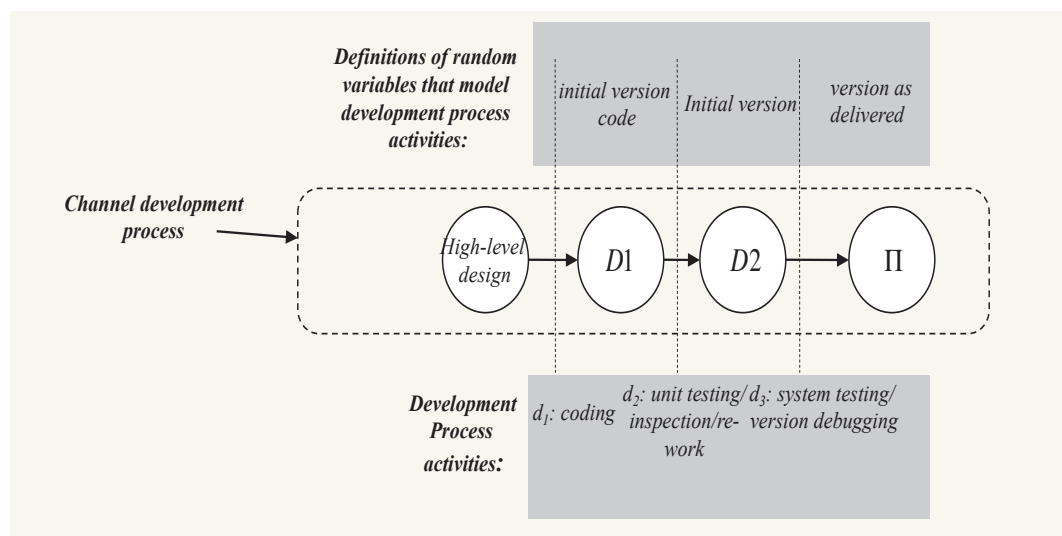 Definitions of random
variables that model
development process
activities:
initial version
code
Initial version
version as
delivered
Channel development
process
High-level
design
D1
D2
Π
Development
Process
activities:
d₁: coding
d₂: unit testing/
inspection/re-
work
d₃: system testing/
version debugging